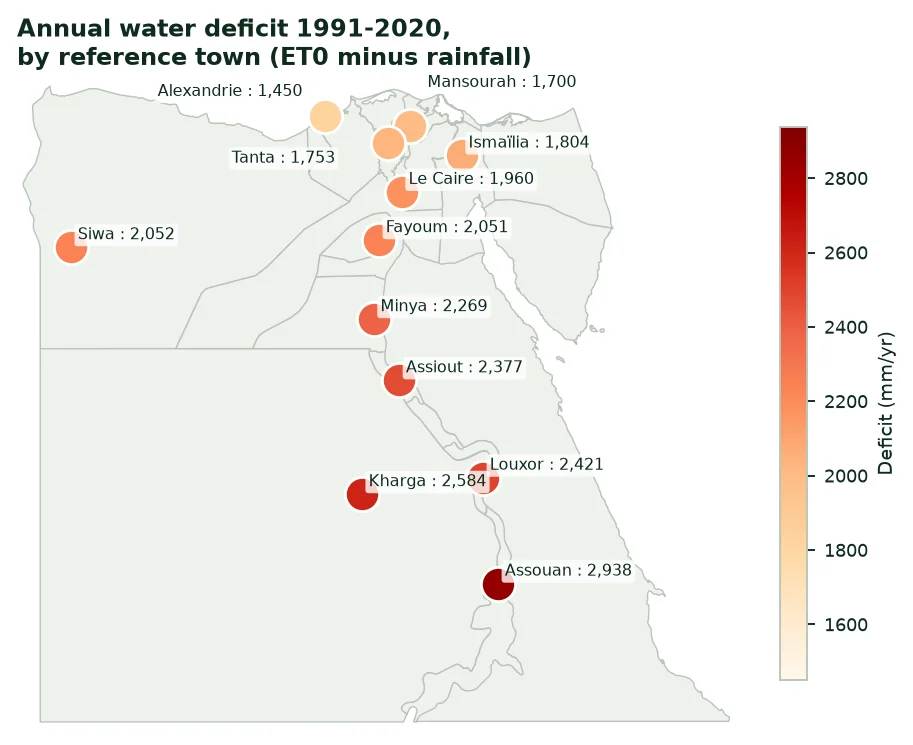 Annual water deficit 1991-2020,
by reference town (ET0 minus rainfall)
Mansourah : 1,700
Alexandrie : 1,450
Ismaïlia : 1,804
Tanta : 1,753
Le Caire : 1,960
Fayoum : 2,051
Siwa : 2,052
Minya : 2,269
Assiout : 2,377
Louxor : 2,421
Kharga : 2,584
Assouan : 2,938
2800
2600
2400
2200
2000
1800
1600
Deficit (mm/yr)